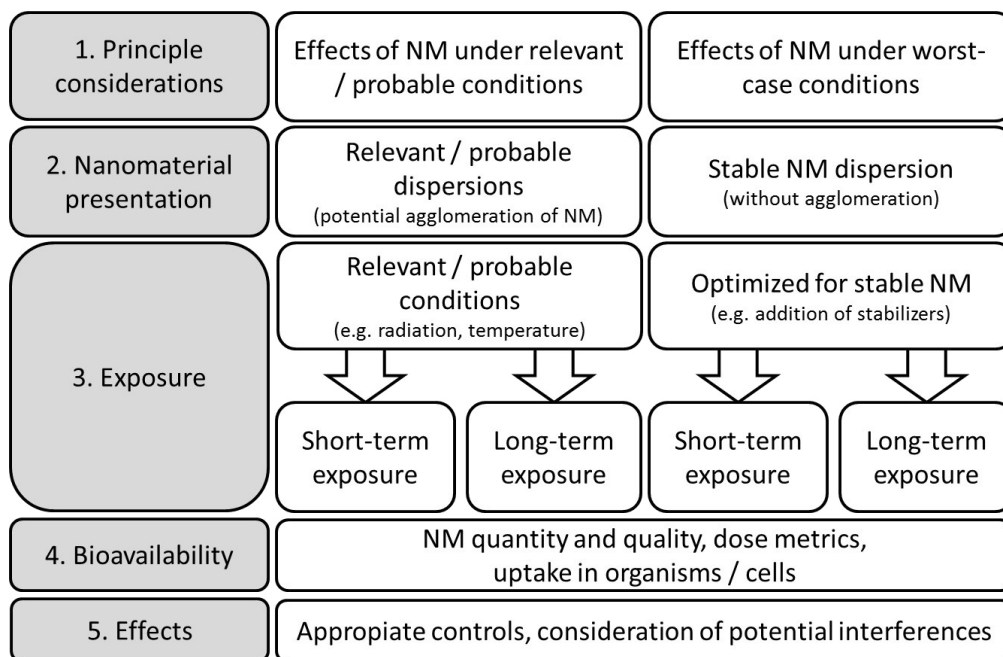 1. Principle
considerations
Effects of NM under relevant
/ probable conditions
Effects of NM under worst-
case conditions
2. Nanomaterial
presentation
Relevant / probable
dispersions
(potential agglomeration of NM)
Stable NM dispersion
(without agglomeration)
3. Exposure
Relevant / probable
conditions
(e.g. radiation, temperature)
Optimized for stable NM
(e.g. addition of stabilizers)
Short-term
exposure
Long-term
exposure
Short-term
exposure
Long-term
exposure
4. Bioavailability
NM quantity and quality, dose metrics,
uptake in organisms / cells
5. Effects
Appropiate controls, consideration of potential interferences